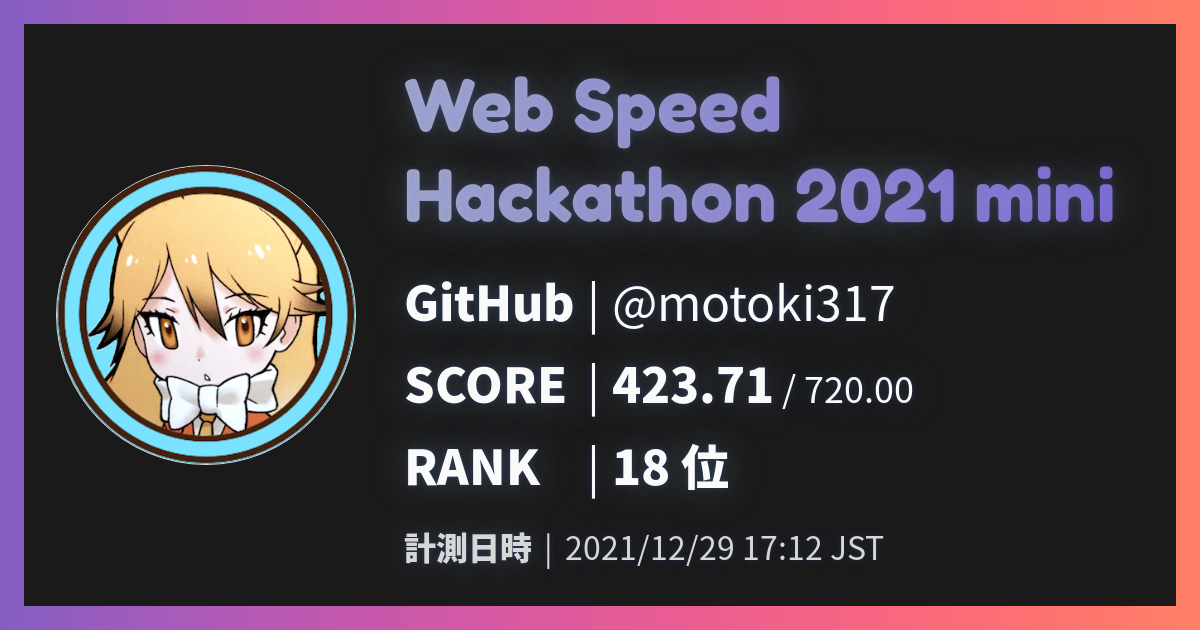 Web Speed
Hackathon 2021 mini
GitHub | @motoki317
SCORE | 423.71 / 720.00
RANK | 18 位
計測日時 | 2021/12/29 17:12 JST